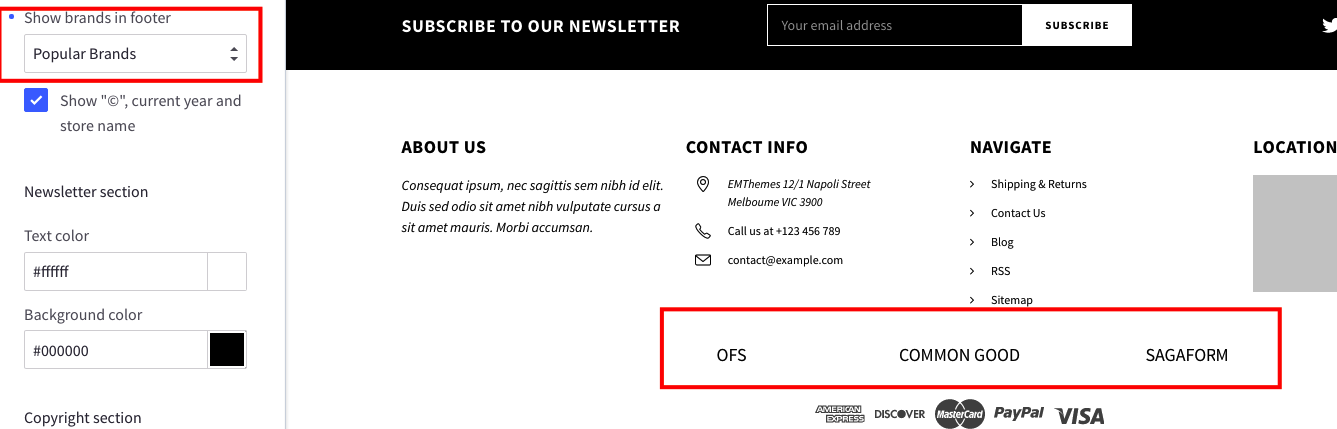 Show brands in footer
Popular Brands
Show "©", current year and
store name
Newsletter section
Text color
#ffffff
Background color
#000000
Copyright section
SUBSCRIBE TO OUR NEWSLETTER
Your email address
SUBSCRIBE
ABOUT US
Consequat ipsum, nec sagittis sem nibh id elit.
Duis sed odio sit amet nibh vulputate cursus a
sit amet mauris. Morbi accumsan.
CONTACT INFO
EMThemes 12/1 Napoli Street
Melboume VIC 3900
Call us at +123 456 789
contact@example.com
NAVIGATE
Shipping & Returns
Contact Us
Blog
RSS
Sitemap
LOCATION
OFS
COMMON GOOD
SAGAFORM
AMERICAN
EXPRESS
DISCOVER
MasterCard
PayPal
VISA